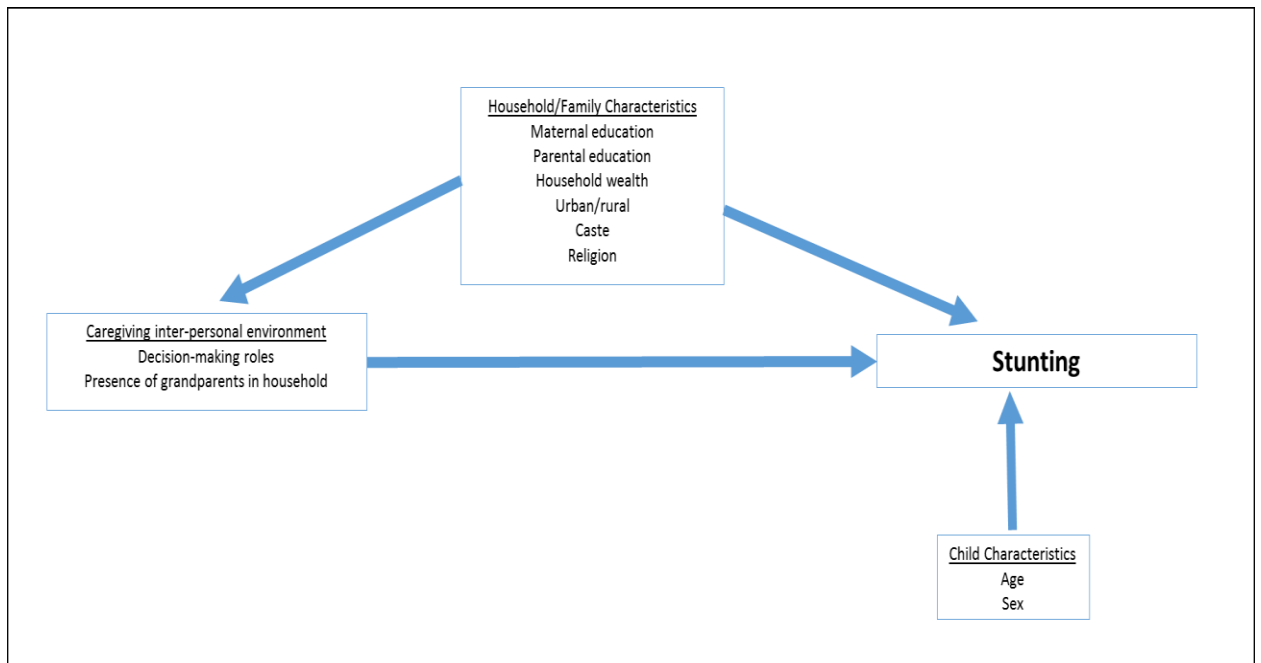 Household/Family Characteristics
Maternal education
Parental education
Household wealth
Urban/rural
Caste
Religion
Caregiving inter-personal environment
Decision-making roles
Presence of grandparents in household
Stunting
Child Characteristics
Age
Sex